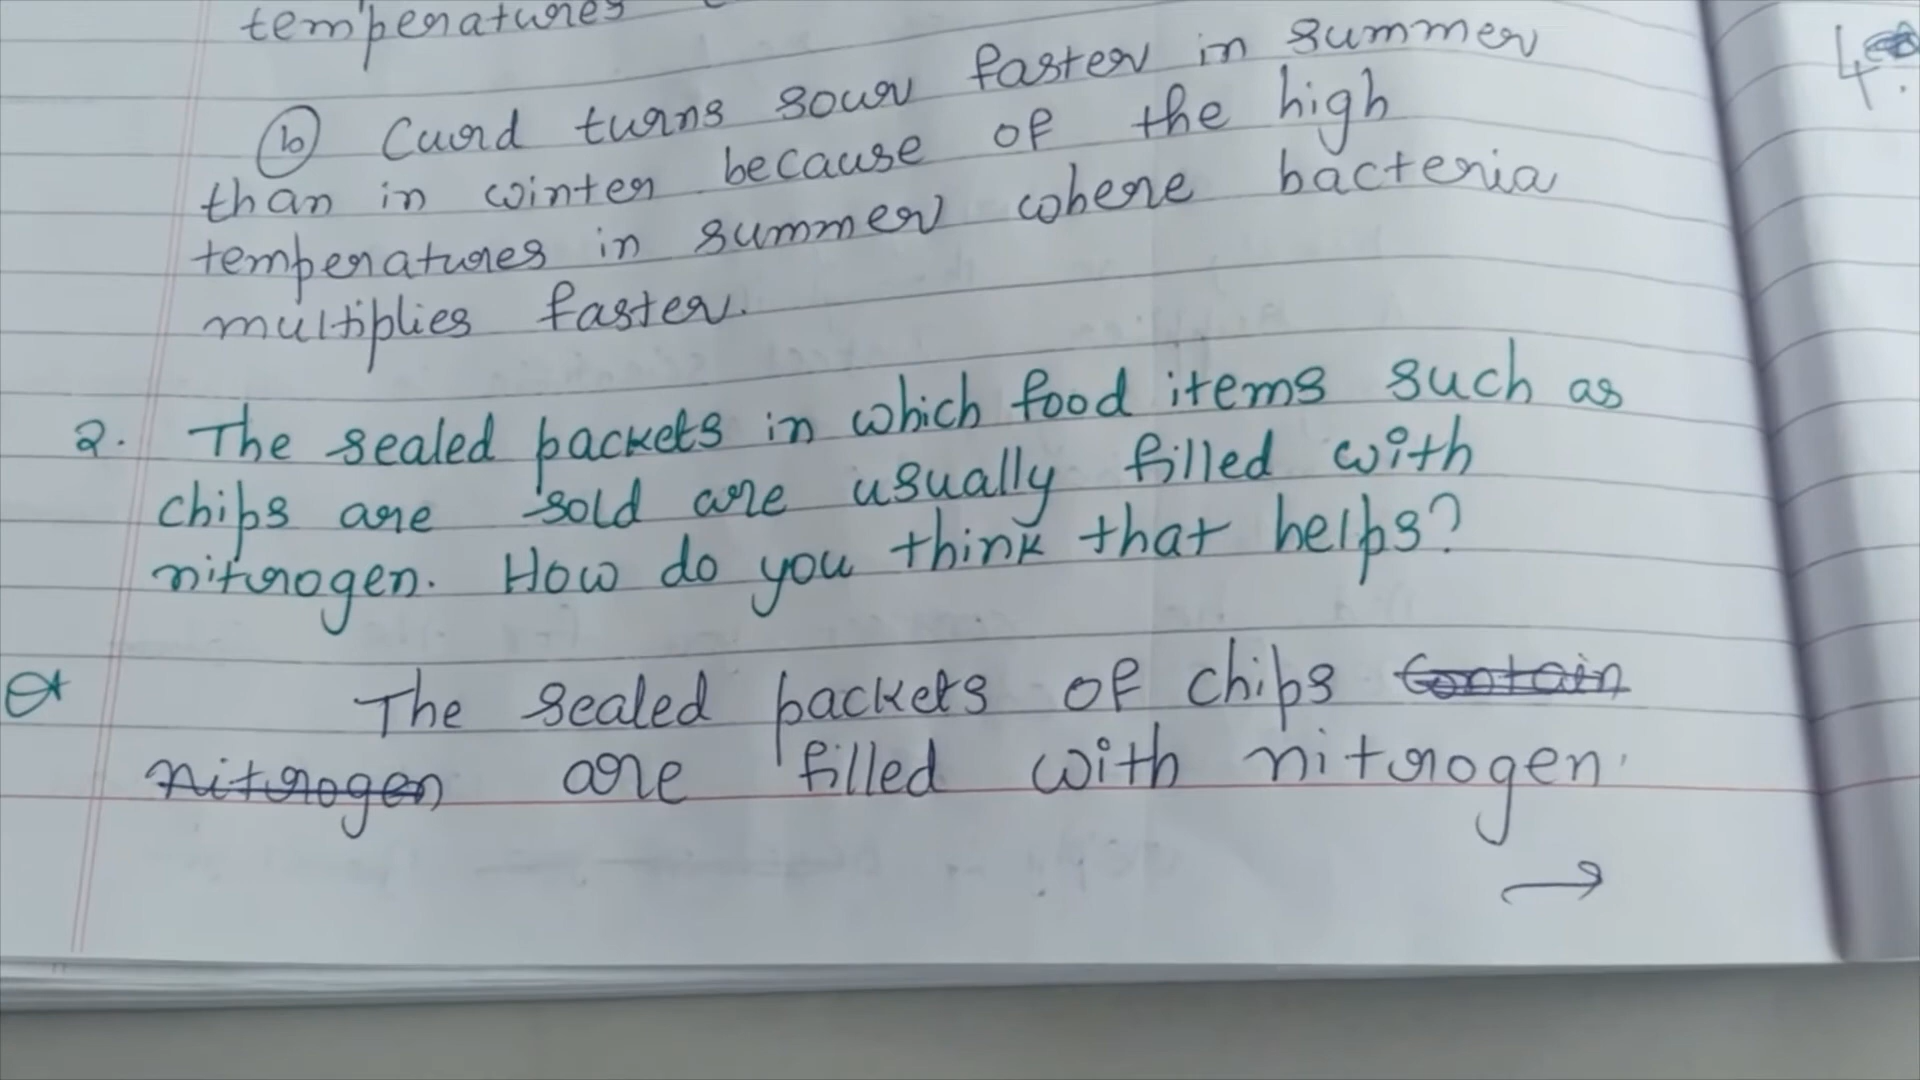 temperatures
ⓑ Curd turns sour faster in summer
than in winter because of the high
temperatures in summer where bacteria
multiplies faster.
2. The sealed packets in which food items such as
chips are sold are usually filled with
nitrogen. How do you think that helps?
The sealed packets of chips contain
nitrogen are filled with nitrogen.
→
4.